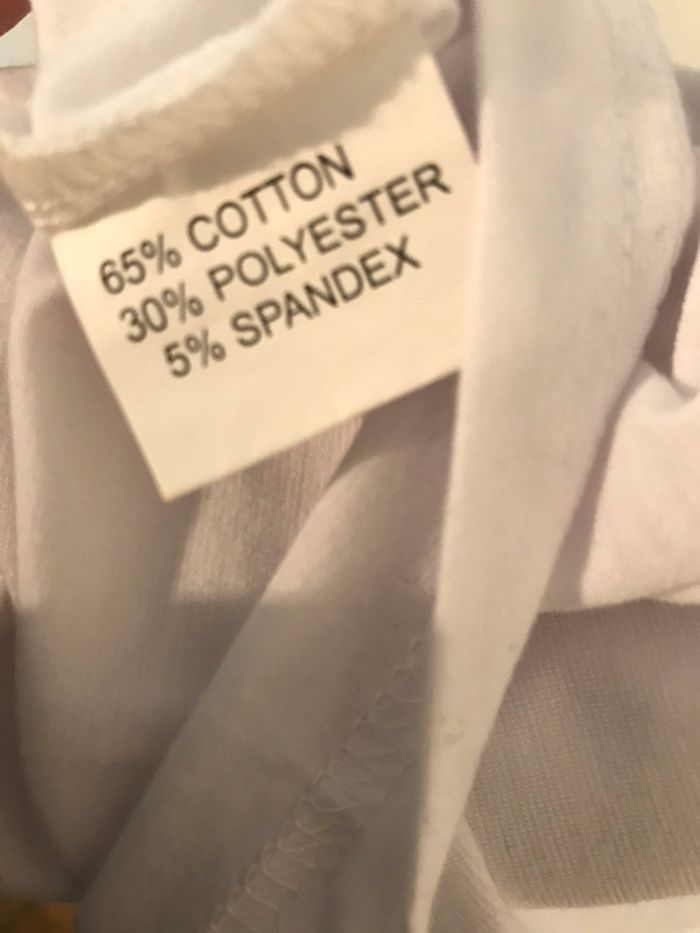 65% COTTON
30% POLYESTER
5% SPANDEX